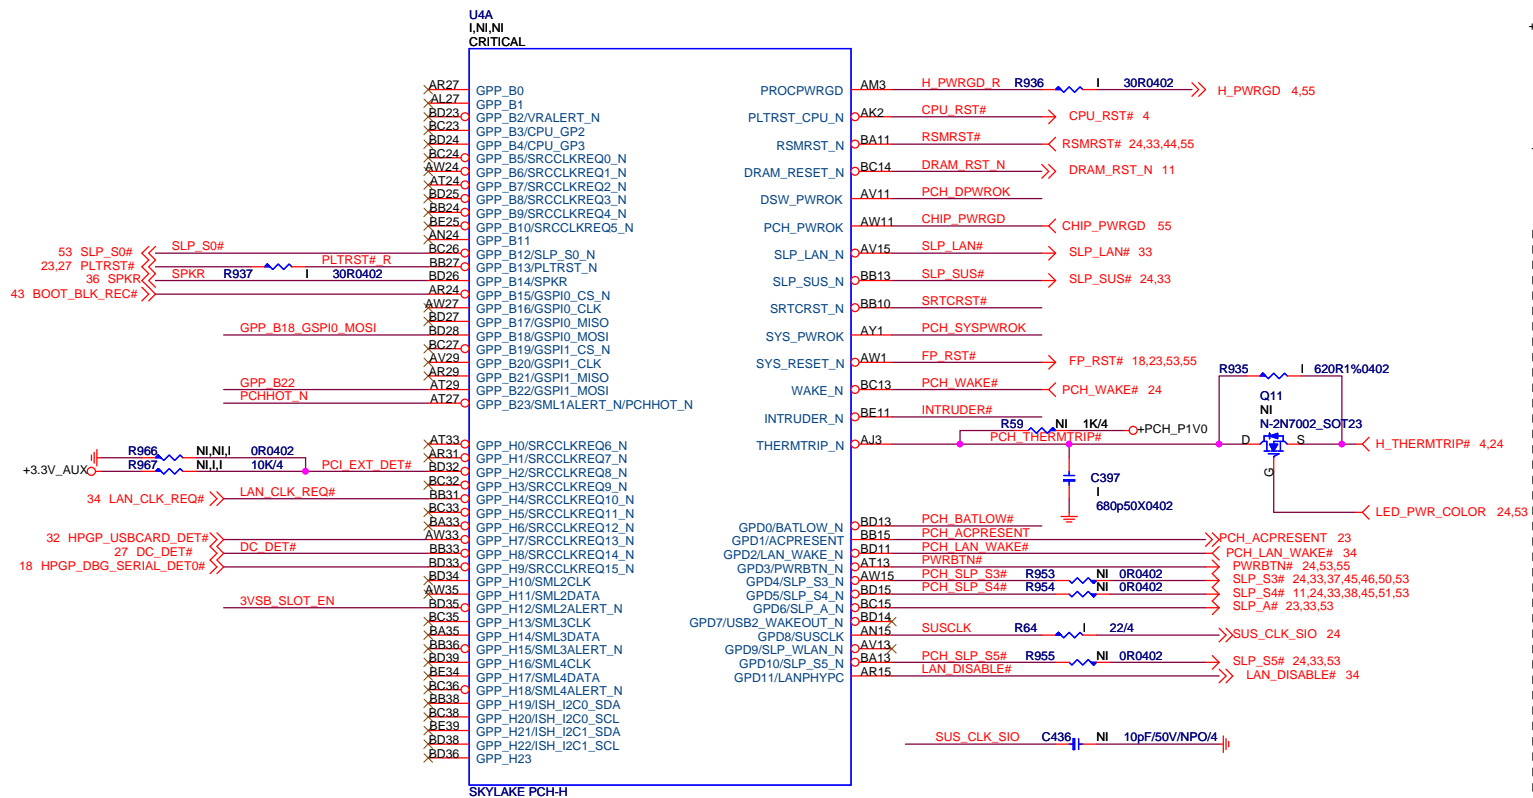 U4A
I,NI,NI
CRITICAL
AR27 GPP_B0
AL27 GPP_B1
BD23 GPP_B2/VRALERT_N
BC23 GPP_B3/CPU_GP2
BD24 GPP_B4/CPU_GP3
BC24 GPP_B5/SRCCLKREQ0_N
AW24 GPP_B6/SRCCLKREQ1_N
AT24 GPP_B7/SRCCLKREQ2_N
BD25 GPP_B8/SRCCLKREQ3_N
BB24 GPP_B9/SRCCLKREQ4_N
BE25 GPP_B10/SRCCLKREQ5_N
AN24 GPP_B11
53 SLP_S0# SLP_S0# BC26 GPP_B12/SLP_S0_N
23,27 PLTRST# R937 I 30R0402 PLTRST#_R BB27 GPP_B13/PLTRST_N
36 SPKR SPKR BD26 GPP_B14/SPKR
43 BOOT_BLK_REC# AR24 GPP_B15/GSPI0_CS_N
AW27 GPP_B16/GSPI0_CLK
BD27 GPP_B17/GSPI0_MISO
GPP_B18_GSPI0_MOSI BD28 GPP_B18/GSPI0_MOSI
BC27 GPP_B19/GSPI1_CS_N
AV29 GPP_B20/GSPI1_CLK
AR29 GPP_B21/GSPI1_MISO
GPP_B22 AT29 GPP_B22/GSPI1_MOSI
PCHHOT_N AT27 GPP_B23/SML1ALERT_N/PCHHOT_N
AT33 GPP_H0/SRCCLKREQ6_N
R966 NI,NI,I 0R0402 AR31 GPP_H1/SRCCLKREQ7_N
+3.3V_AUX R967 NI,I,I 10K/4 PCI_EXT_DET# BD32 GPP_H2/SRCCLKREQ8_N
BC32 GPP_H3/SRCCLKREQ9_N
34 LAN_CLK_REQ# LAN_CLK_REQ# BB31 GPP_H4/SRCCLKREQ10_N
BC33 GPP_H5/SRCCLKREQ11_N
BA33 GPP_H6/SRCCLKREQ12_N
32 HPGP_USBCARD_DET# AW33 GPP_H7/SRCCLKREQ13_N
27 DC_DET# DC_DET# BB33 GPP_H8/SRCCLKREQ14_N
18 HPGP_DBG_SERIAL_DET0# BD33 GPP_H9/SRCCLKREQ15_N
BD34 GPP_H10/SML2CLK
AW35 GPP_H11/SML2DATA
3VSB_SLOT_EN BD35 GPP_H12/SML2ALERT_N
BC35 GPP_H13/SML3CLK
BA35 GPP_H14/SML3DATA
BB36 GPP_H15/SML3ALERT_N
BD39 GPP_H16/SML4CLK
BE34 GPP_H17/SML4DATA
BC36 GPP_H18/SML4ALERT_N
BB38 GPP_H19/ISH_I2C0_SDA
BC38 GPP_H20/ISH_I2C0_SCL
BE39 GPP_H21/ISH_I2C1_SDA
BD38 GPP_H22/ISH_I2C1_SCL
BD36 GPP_H23
SKYLAKE PCH-H
PROCPWRGD AM3 H_PWRGD_R R936 I 30R0402 H_PWRGD 4,55
PLTRST_CPU_N AK2 CPU_RST# CPU_RST# 4
RSMRST_N BA11 RSMRST# RSMRST# 24,33,44,55
DRAM_RESET_N BC14 DRAM_RST_N DRAM_RST_N 11
DSW_PWROK AV11 PCH_DPWROK
PCH_PWROK AW11 CHIP_PWRGD CHIP_PWRGD 55
SLP_LAN_N AV15 SLP_LAN# SLP_LAN# 33
SLP_SUS_N BB13 SLP_SUS# SLP_SUS# 24,33
SRTCRST_N BB10 SRTCRST#
SYS_PWROK AY1 PCH_SYSPWROK
SYS_RESET_N AW1 FP_RST# FP_RST# 18,23,53,55
WAKE_N BC13 PCH_WAKE# PCH_WAKE# 24
INTRUDER_N BE11 INTRUDER#
R59 NI 1K/4 +PCH_P1V0
THERMTRIP_N AJ3 PCH_THERMTRIP# H_THERMTRIP# 4,24
R935 I 620R1%0402
Q11
NI
N-2N7002_SOT23
D S
G
LED_PWR_COLOR 24,53
C397
I
680p50X0402
GPD0/BATLOW_N BD13 PCH_BATLOW#
GPD1/ACPRESENT BB15 PCH_ACPRESENT PCH_ACPRESENT 23
GPD2/LAN_WAKE_N BD11 PCH_LAN_WAKE# PCH_LAN_WAKE# 34
GPD3/PWRBTN_N AT13 PWRBTN# PWRBTN# 24,53,55
GPD4/SLP_S3_N AW15 PCH_SLP_S3# R953 NI 0R0402 SLP_S3# 24,33,37,45,46,50,53
GPD5/SLP_S4_N BD15 PCH_SLP_S4# R954 NI 0R0402 SLP_S4# 11,24,33,38,45,51,53
GPD6/SLP_A_N BC15 SLP_A# 23,33,53
GPD7/USB2_WAKEOUT_N BD14
GPD8/SUSCLK AN15 SUSCLK R64 I 22/4 SUS_CLK_SIO 24
GPD9/SLP_WLAN_N AV13
GPD10/SLP_S5_N BA13 PCH_SLP_S5# R955 NI 0R0402 SLP_S5# 24,33,53
GPD11/LANPHYPC AR15 LAN_DISABLE# LAN_DISABLE# 34
SUS_CLK_SIO C436 NI 10pF/50V/NPO/4